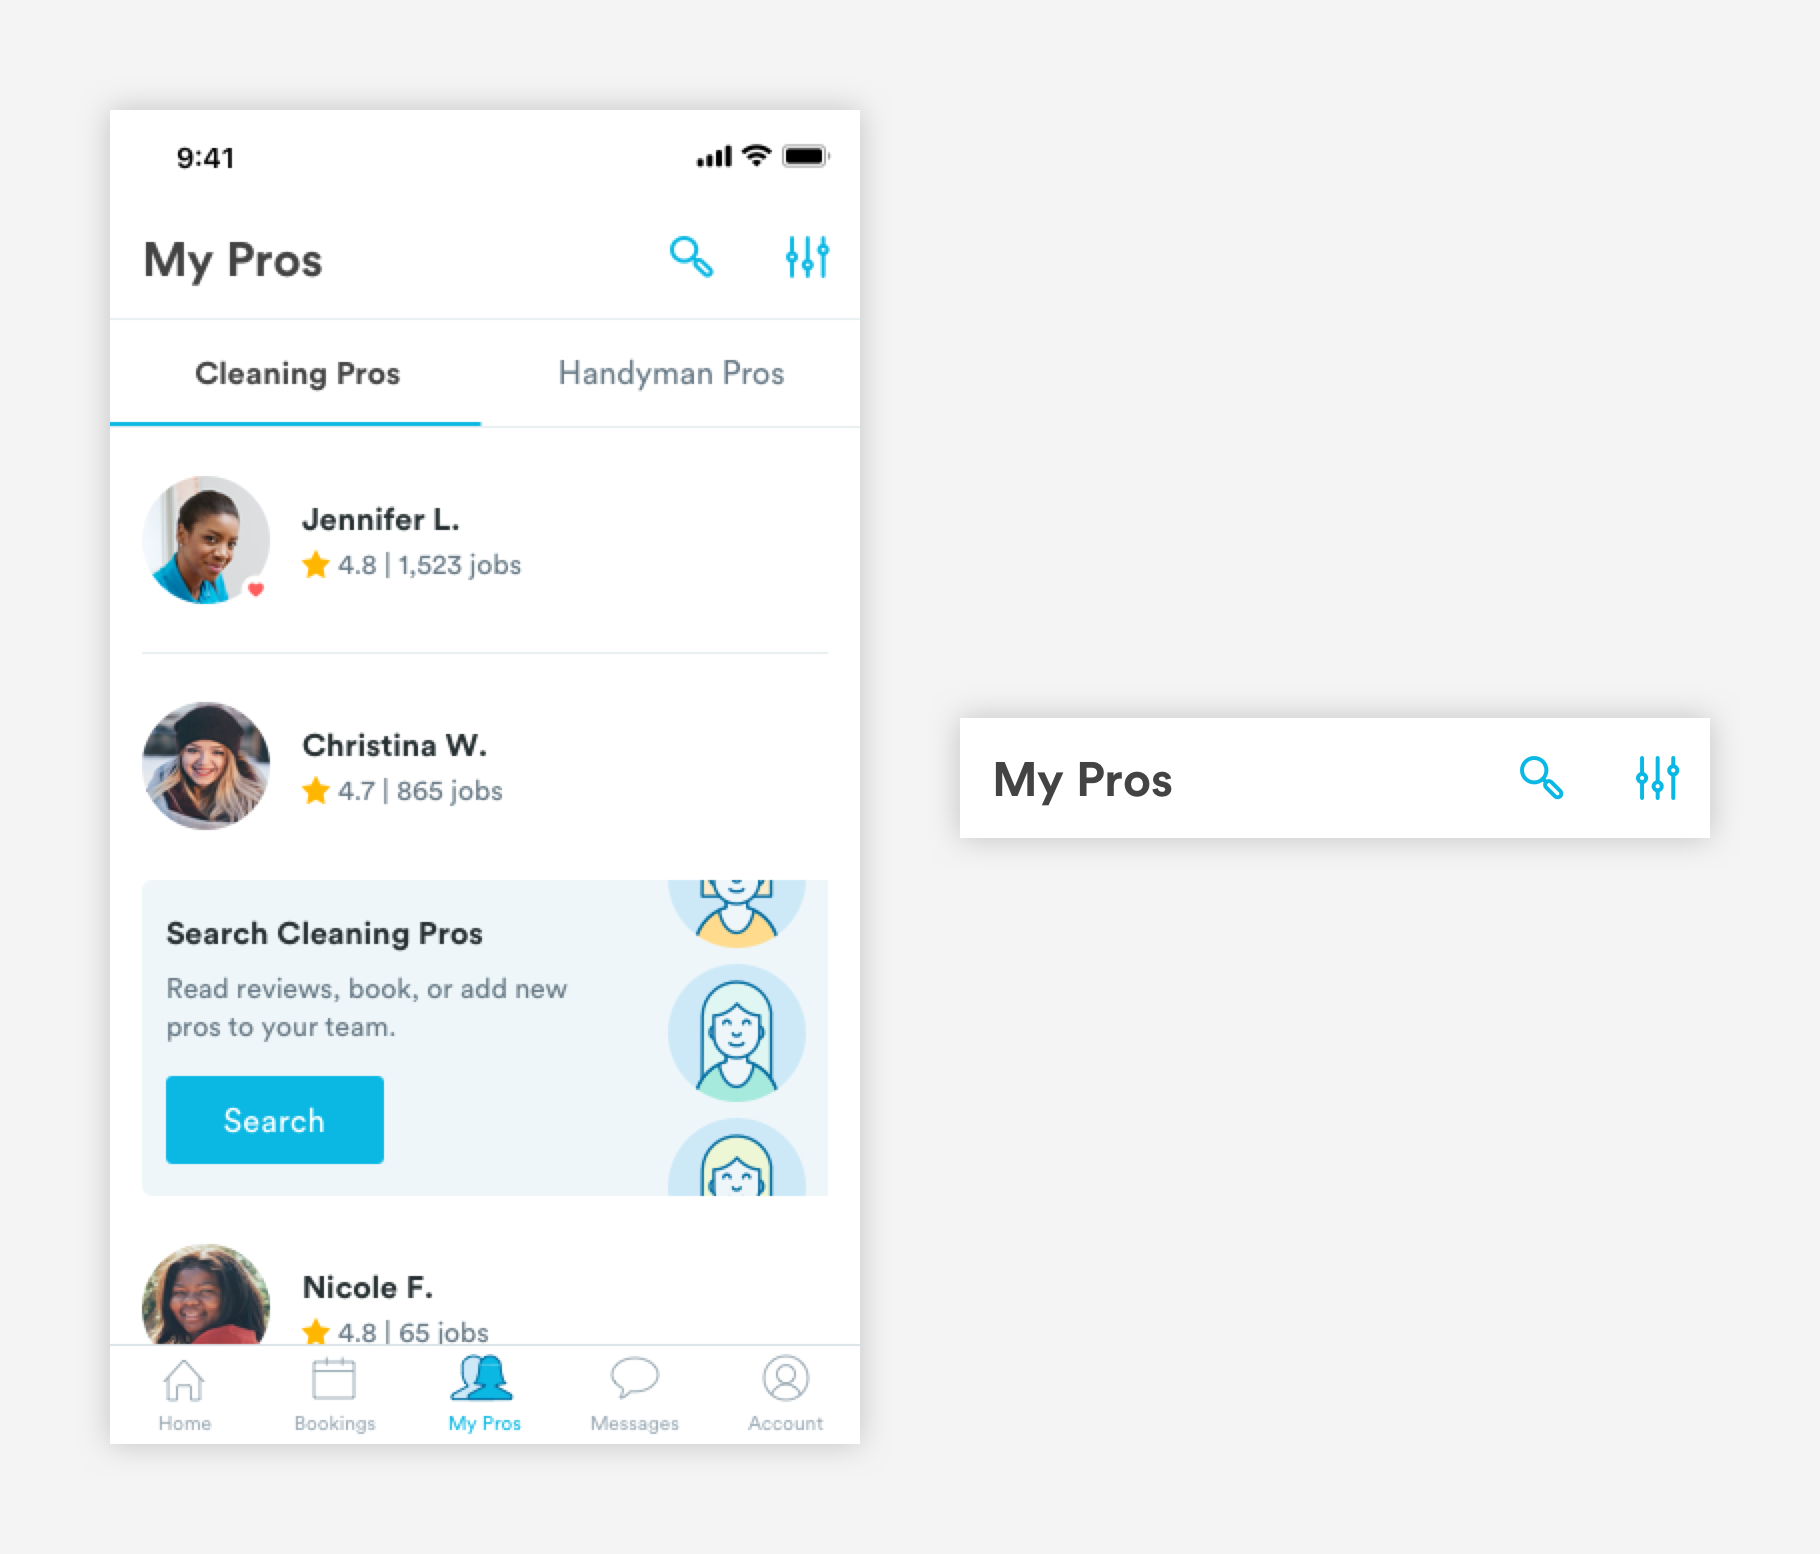 9:41
My Pros
Cleaning Pros
Handyman Pros
Jennifer L.
4.8 | 1,523 jobs
Christina W.
4.7 | 865 jobs
Search Cleaning Pros
Read reviews, book, or add new
pros to your team.
Search
Nicole F.
4.8 | 65 jobs
Home
Bookings
My Pros
Messages
Account
My Pros